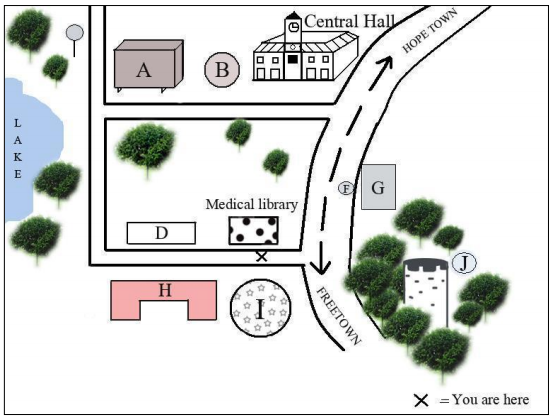 Central Hall
HOPE TOWN
A
B
L
A
K
E
F
G
Medical library
D
J
H
I
FREETOWN
= You are here